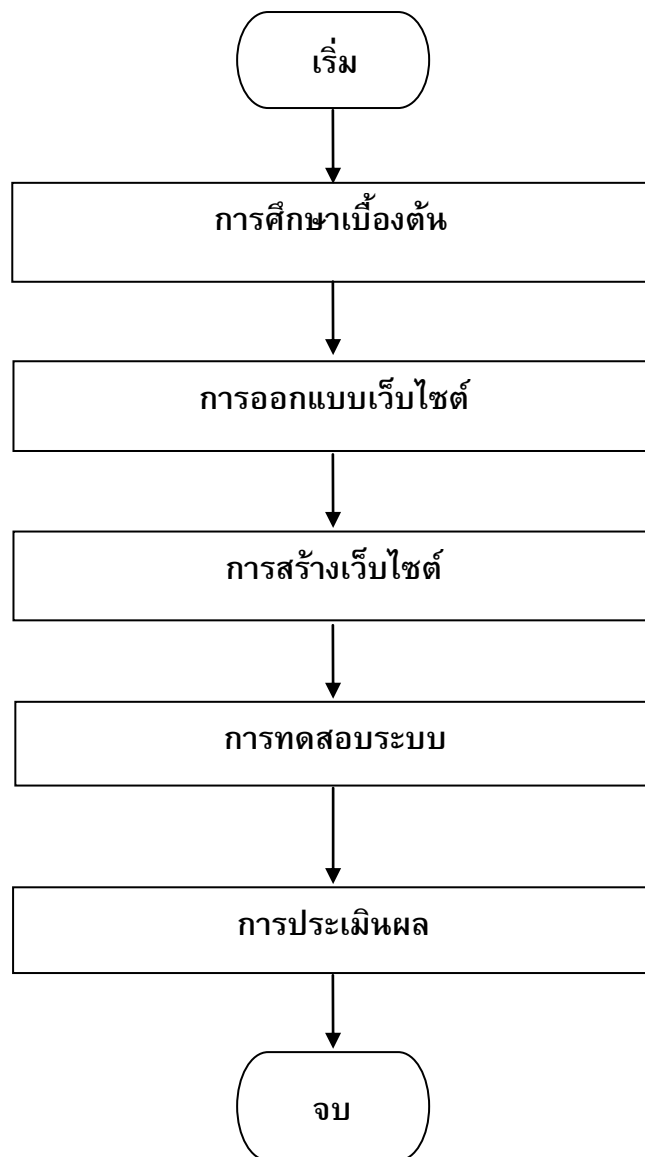 เริ่ม
การศึกษาเบื้องต้น
การออกแบบเว็บไซต์
การสร้างเว็บไซต์
การทดสอบระบบ
การประเมินผล
จบ